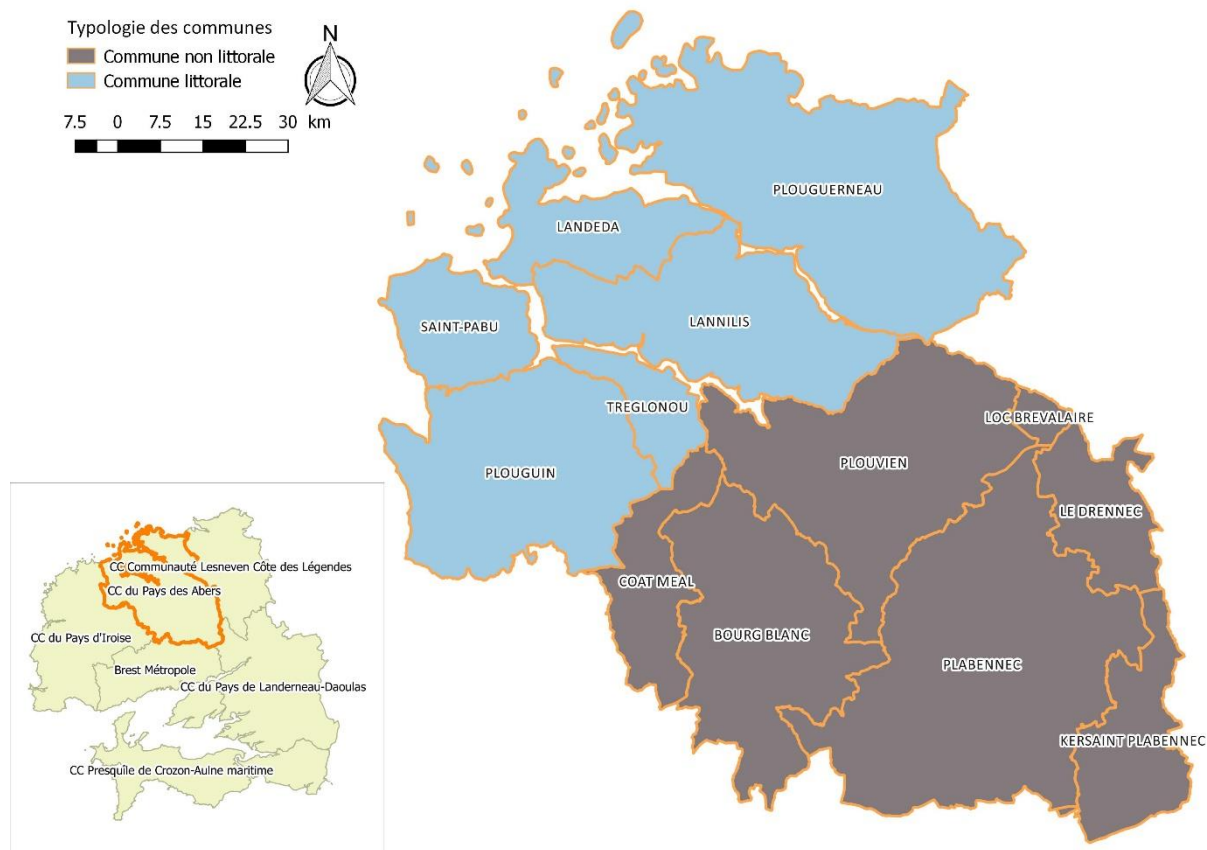 Typologie des communes
Commune non littorale
Commune littorale
N
7.5 0 7.5 15 22.5 30 km
PLOUGUERNEAU
LANDEDA
SAINT-PABU
LANNILIS
TREGLONOU
LOC BREVALAIRE
PLOUVIEN
PLOUGUIN
LE DRENNEC
COAT MEAL
BOURG BLANC
PLABENNEC
KERSAINT PLABENNEC
CC Communauté Lesneven Côte des Légendes
CC du Pays des Abers
CC du Pays d'Iroise
Brest Métropole
CC du Pays de Landerneau-Daoulas
CC Presqu'île de Crozon-Aulne maritime